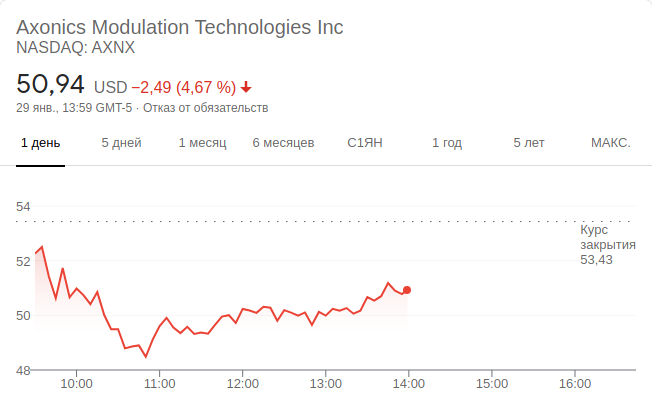 Axonics Modulation Technologies Inc
NASDAQ: AXNX
50,94 USD −2,49 (4,67 %)
29 янв., 13:59 GMT-5 · Отказ от обязательств
1 день 5 дней 1 месяц 6 месяцев С1ЯН 1 год 5 лет МАКС.
54
Курс
закрытия
53,43
52
50
48
10:00 11:00 12:00 13:00 14:00 15:00 16:00